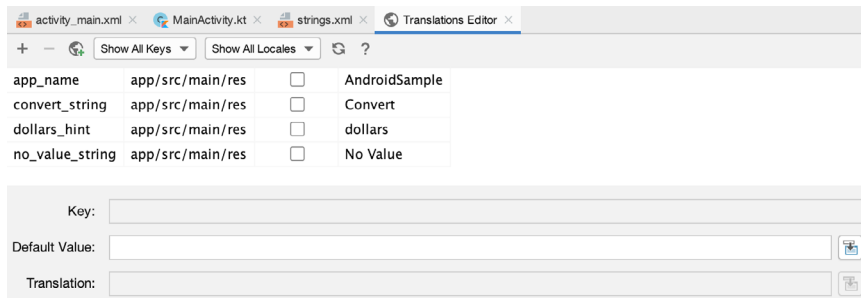 activity_main.xml MainActivity.kt strings.xml Translations Editor
Show All Keys Show All Locales ?
app_name app/src/main/res AndroidSample
convert_string app/src/main/res Convert
dollars_hint app/src/main/res dollars
no_value_string app/src/main/res No Value
Key:
Default Value:
Translation: